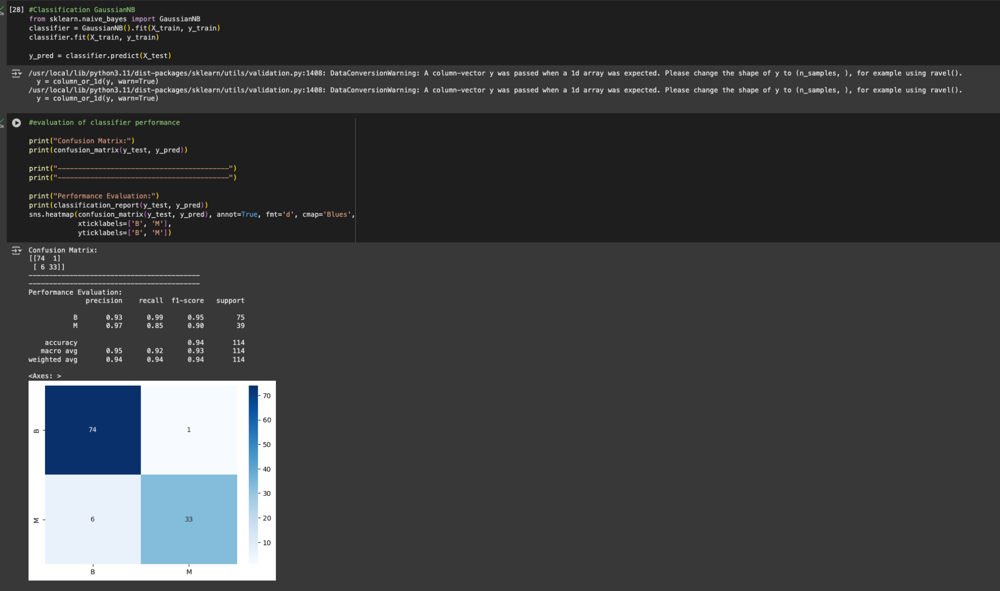 [28] #Classification GaussianNB
from sklearn.naive_bayes import GaussianNB
classifier = GaussianNB().fit(X_train, y_train)
classifier.fit(X_train, y_train)
y_pred = classifier.predict(X_test)
/usr/local/lib/python3.11/dist-packages/sklearn/utils/validation.py:1408: DataConversionWarning: A column-vector y was passed when a 1d array was expected. Please change the shape of y to (n_samples, ), for example using ravel().
  y = column_or_1d(y, warn=True)
/usr/local/lib/python3.11/dist-packages/sklearn/utils/validation.py:1408: DataConversionWarning: A column-vector y was passed when a 1d array was expected. Please change the shape of y to (n_samples, ), for example using ravel().
  y = column_or_1d(y, warn=True)
#evaluation of classifier performance
print("Confusion Matrix:")
print(confusion_matrix(y_test, y_pred))
print("------------------------------------------")
print("------------------------------------------")
print("Performance Evaluation:")
print(classification_report(y_test, y_pred))
sns.heatmap(confusion_matrix(y_test, y_pred), annot=True, fmt='d', cmap='Blues',
            xticklabels=['B', 'M'],
            yticklabels=['B', 'M'])
Confusion Matrix:
[[74  1]
 [ 6 33]]
------------------------------------------
------------------------------------------
Performance Evaluation:
              precision    recall  f1-score   support
           B       0.93      0.99      0.95        75
           M       0.97      0.85      0.90        39
    accuracy                           0.94       114
   macro avg       0.95      0.92      0.93       114
weighted avg       0.94      0.94      0.94       114
<Axes: >
B 74 1
M 6 33
B M
70
60
50
40
30
20
10